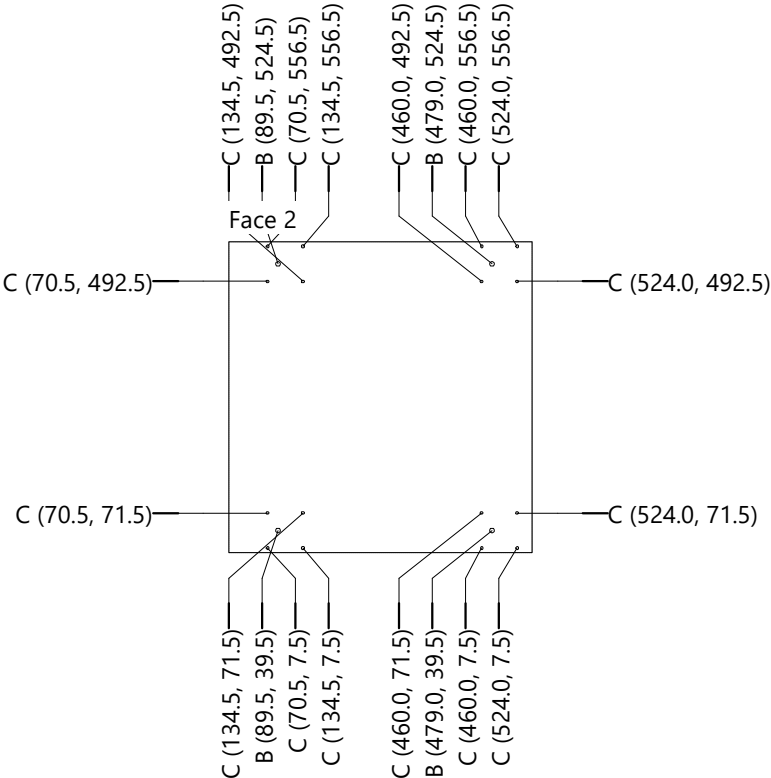 C (134.5, 492.5)
B (89.5, 524.5)
C (70.5, 556.5)
C (134.5, 556.5)
C (460.0, 492.5)
B (479.0, 524.5)
C (460.0, 556.5)
C (524.0, 556.5)
Face 2
C (70.5, 492.5)
C (524.0, 492.5)
C (70.5, 71.5)
C (524.0, 71.5)
C (134.5, 71.5)
B (89.5, 39.5)
C (70.5, 7.5)
C (134.5, 7.5)
C (460.0, 71.5)
B (479.0, 39.5)
C (460.0, 7.5)
C (524.0, 7.5)